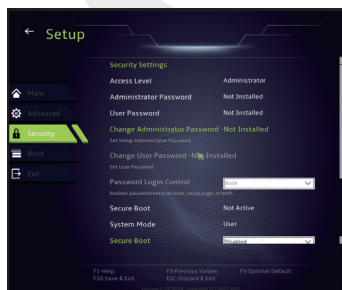 ← Setup
Security Settings
Access Level Administrator
Main
Administrator Password Not Installed
Advanced
User Password Not Installed
Security
Change Administrator Password -Not Installed
Set Setup Administrator Password
Boot
Change User Password -Not Installed
Set User Password
Exit
Password Login Control Both
Enables password entry on boot, setup page, or both.
Secure Boot Not Active
System Mode User
Secure Boot Disabled
F1-Help F3-Previous Values F9-Optimal Default
F10-Save & Exit ESC-Discard & Exit